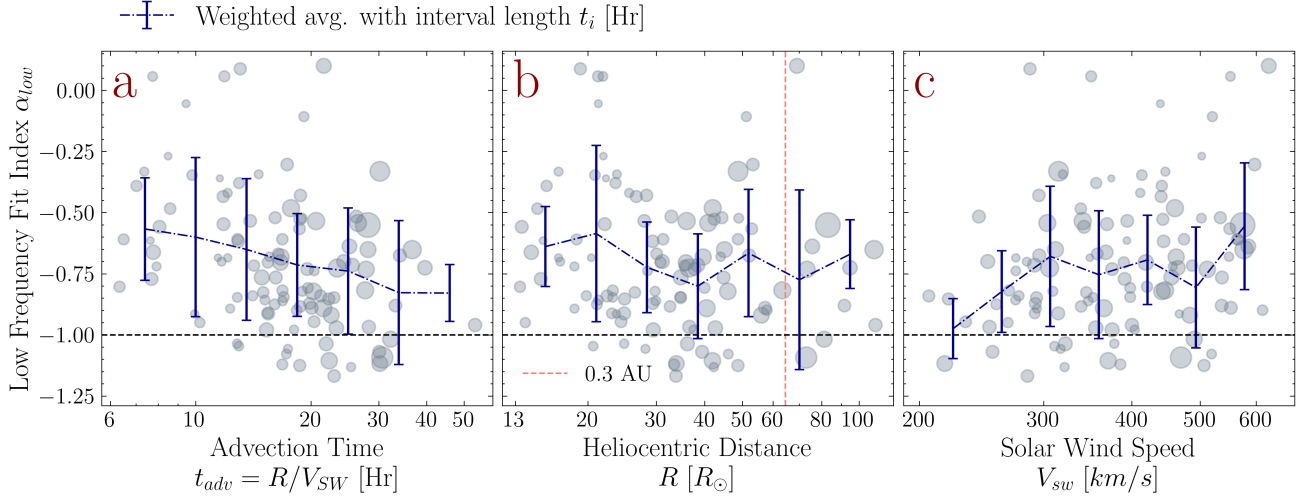 Weighted avg. with interval length t_i [Hr]
a
b
c
Low Frequency Fit Index α_low
0.00
−0.25
−0.50
−0.75
−1.00
−1.25
0.3 AU
6 10 20 30 40 50
13 20 30 40 50 60 80 100
200 300 400 500 600
Advection Time
t_adv = R/V_SW [Hr]
Heliocentric Distance
R [R_⊙]
Solar Wind Speed
V_sw [km/s]